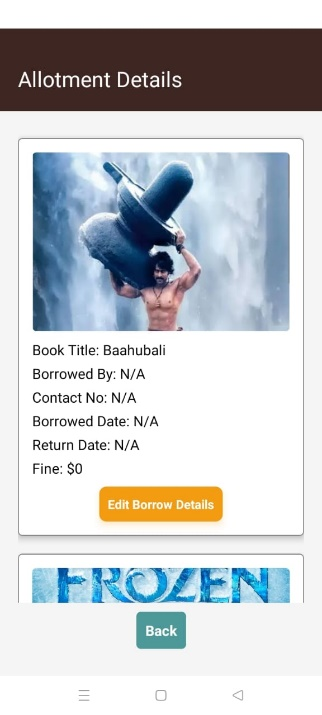 Allotment Details
Book Title: Baahubali
Borrowed By: N/A
Contact No: N/A
Borrowed Date: N/A
Return Date: N/A
Fine: $0
Edit Borrow Details
FROZEN
Back